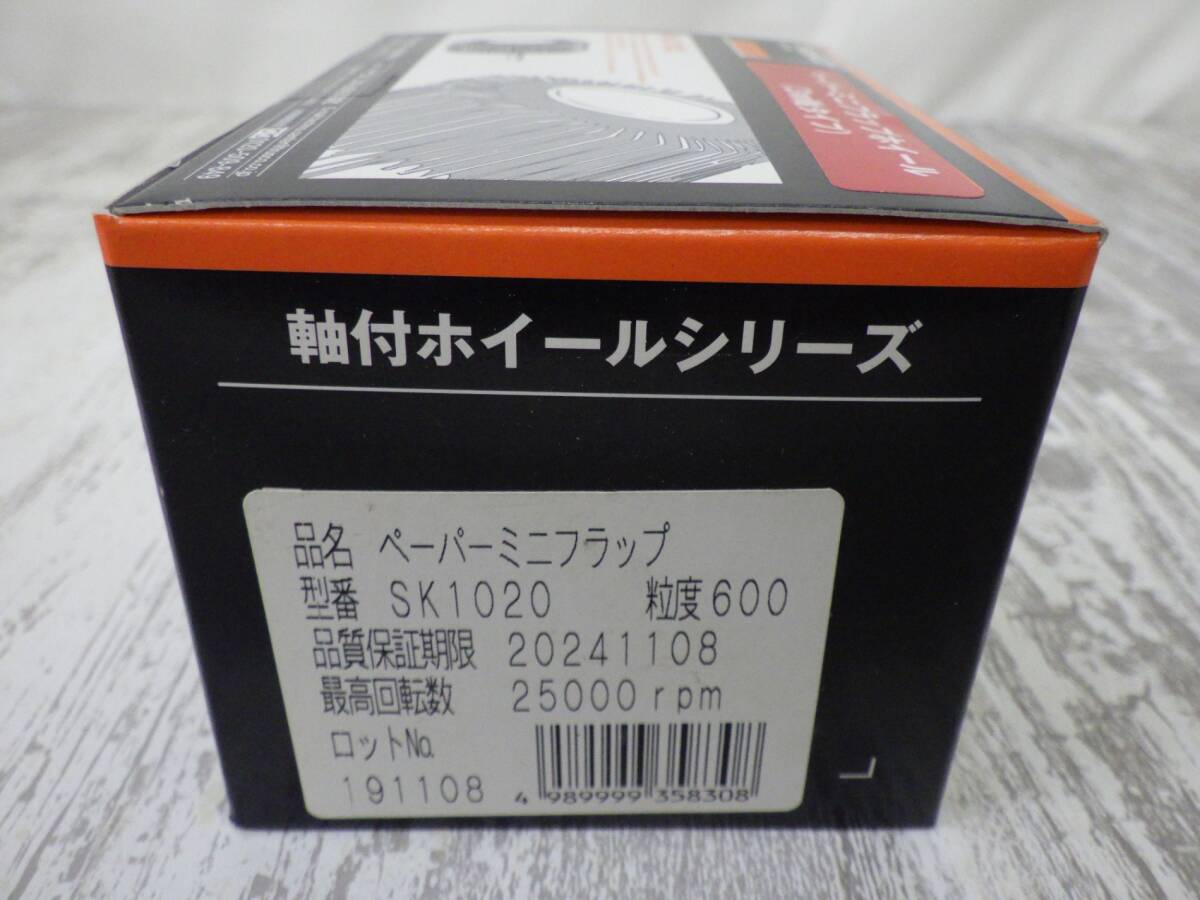 軸付ホイールシリーズ
品名 ペーパーミニフラップ
型番 SK1020 粒度600
品質保証期限 20241108
最高回転数 25000rpm
ロットNo.
191108
4 989999 358308